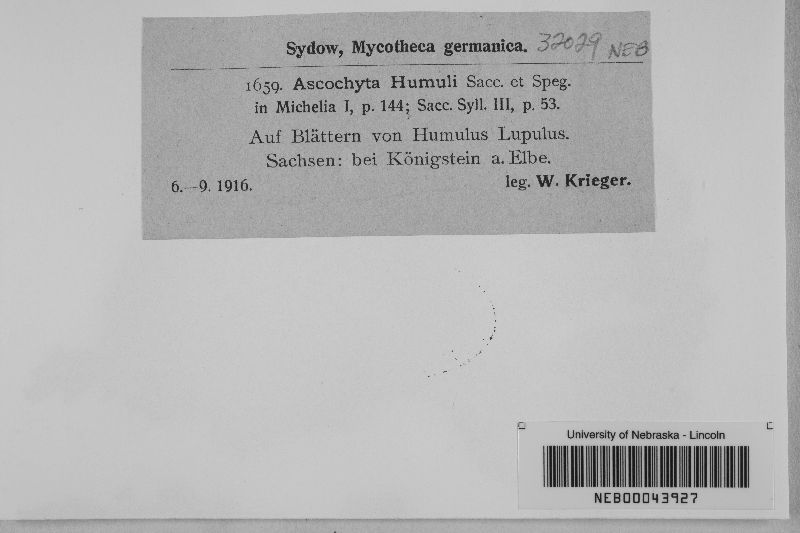 Sydow, Mycotheca germanica. 32029 NEB
1659. Ascochyta Humuli Sacc. et Speg.
in Michelia I, p. 144; Sacc. Syll. III, p. 53.
Auf Blättern von Humulus Lupulus.
Sachsen: bei Königstein a. Elbe.
6.—9. 1916. leg. W. Krieger.
University of Nebraska - Lincoln
NEB00043927